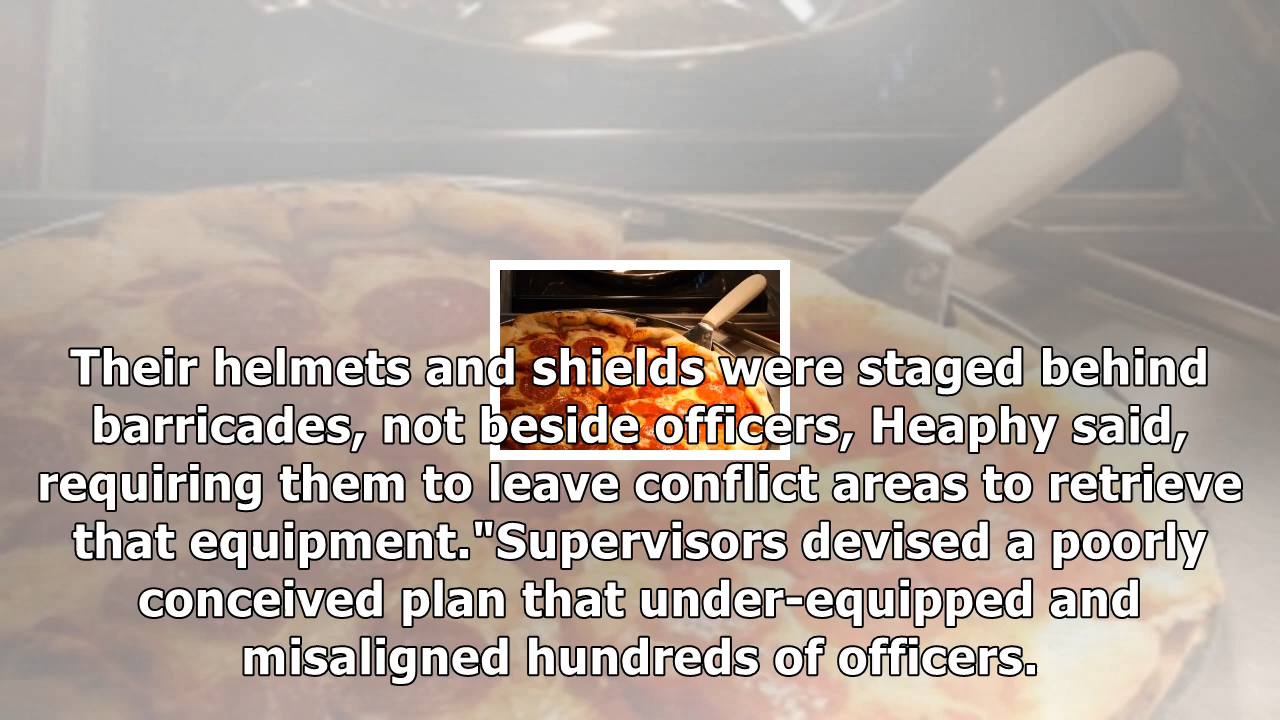 Their helmets and shields were staged behind
barricades, not beside officers, Heaphy said,
requiring them to leave conflict areas to retrieve
that equipment."Supervisors devised a poorly
conceived plan that under-equipped and
misaligned hundreds of officers.